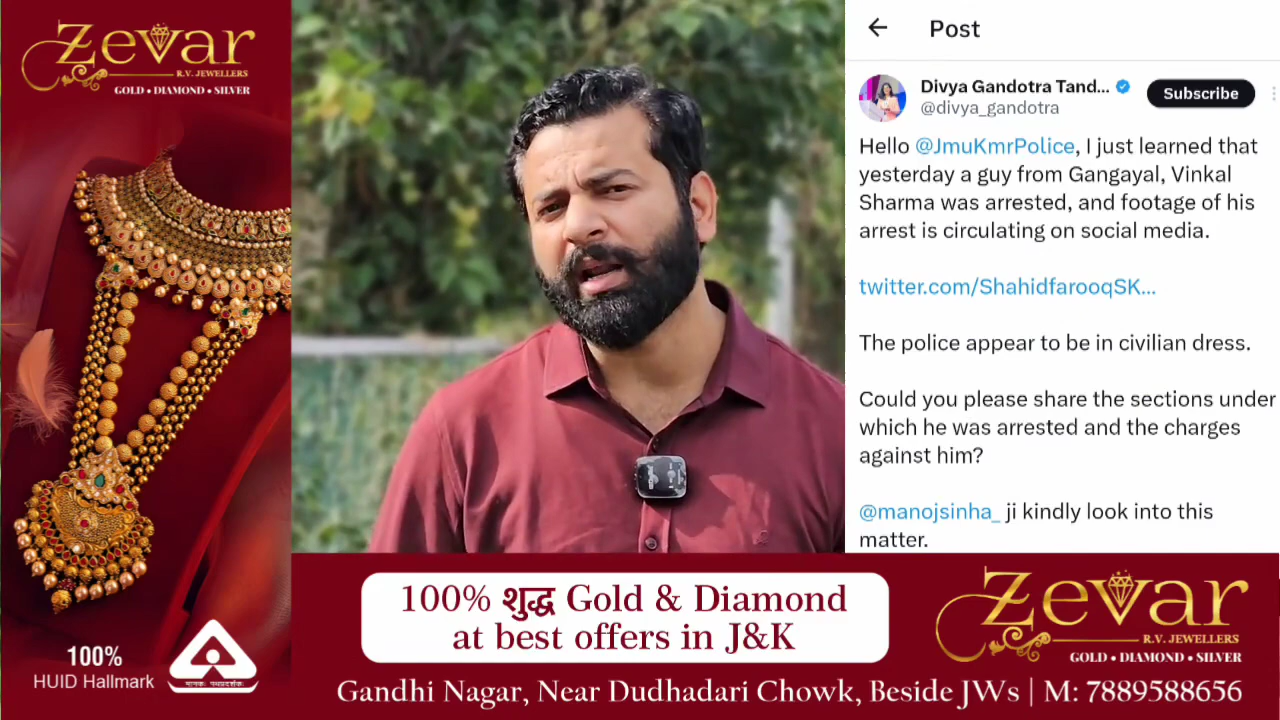 Zevar
R.V. JEWELLERS
GOLD • DIAMOND • SILVER
100%
HUID Hallmark
मानकः पथप्रदर्शकः
Post
Divya Gandotra Tand...
@divya_gandotra
Subscribe
Hello @JmuKmrPolice, I just learned that
yesterday a guy from Gangayal, Vinkal
Sharma was arrested, and footage of his
arrest is circulating on social media.
twitter.com/ShahidfarooqSK...
The police appear to be in civilian dress.
Could you please share the sections under
which he was arrested and the charges
against him?
@manojsinha_ ji kindly look into this
matter.
100% शुद्ध Gold & Diamond
at best offers in J&K
Zevar
R.V. JEWELLERS
GOLD • DIAMOND • SILVER
Gandhi Nagar, Near Dudhadari Chowk, Beside JWs | M: 7889588656